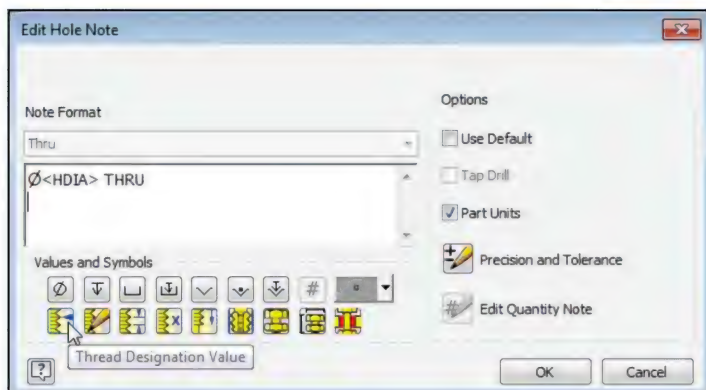 Edit Hole Note
Note Format
Thru
Ø<HDIA> THRU
Values and Symbols
#
Thread Designation Value
Options
Use Default
Tap Drill
Part Units
Precision and Tolerance
Edit Quantity Note
?
OK
Cancel